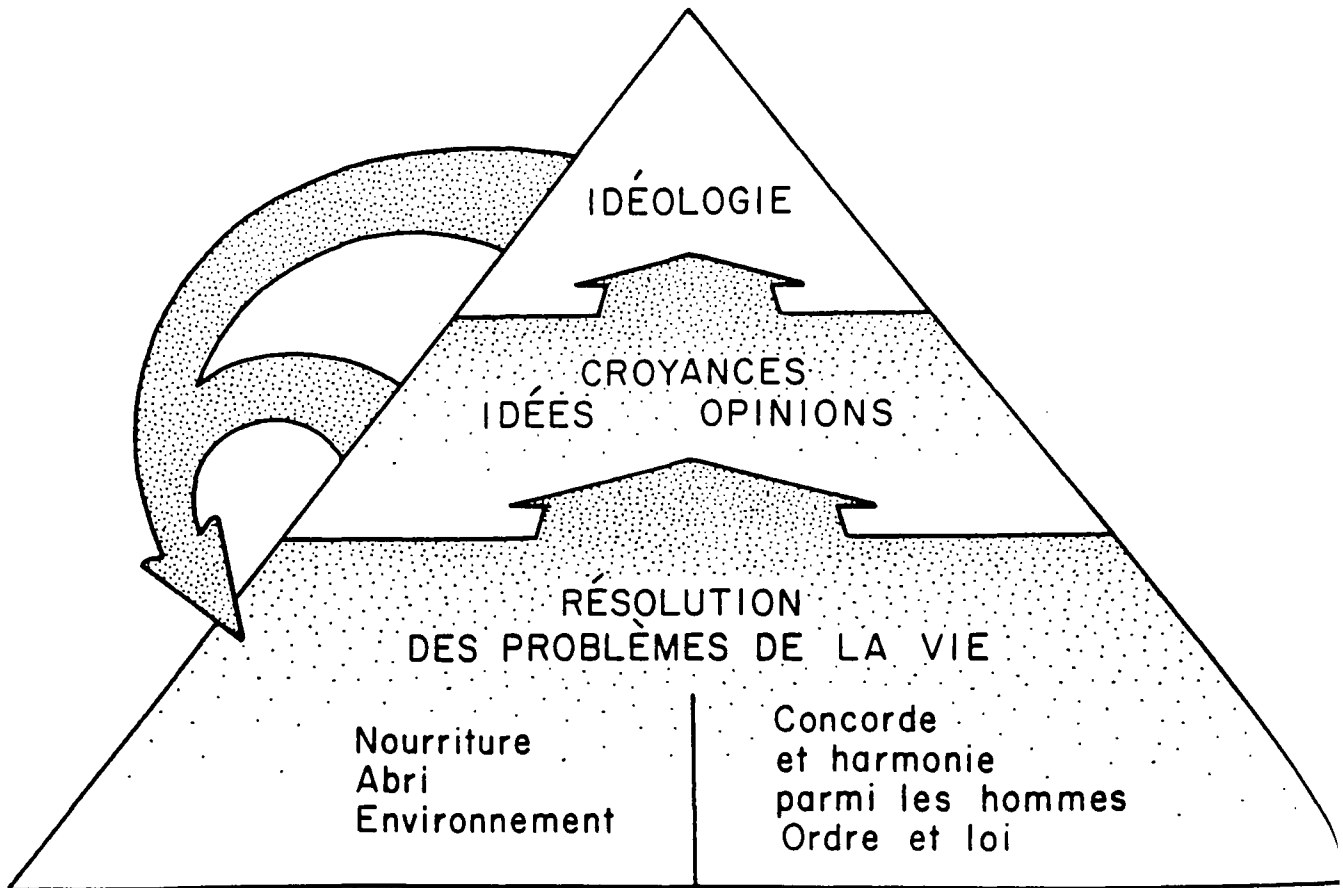 IDÉOLOGIE
CROYANCES
IDÉES OPINIONS
RÉSOLUTION
DES PROBLÈMES DE LA VIE
Nourriture
Abri
Environnement
Concorde
et harmonie
parmi les hommes
Ordre et loi